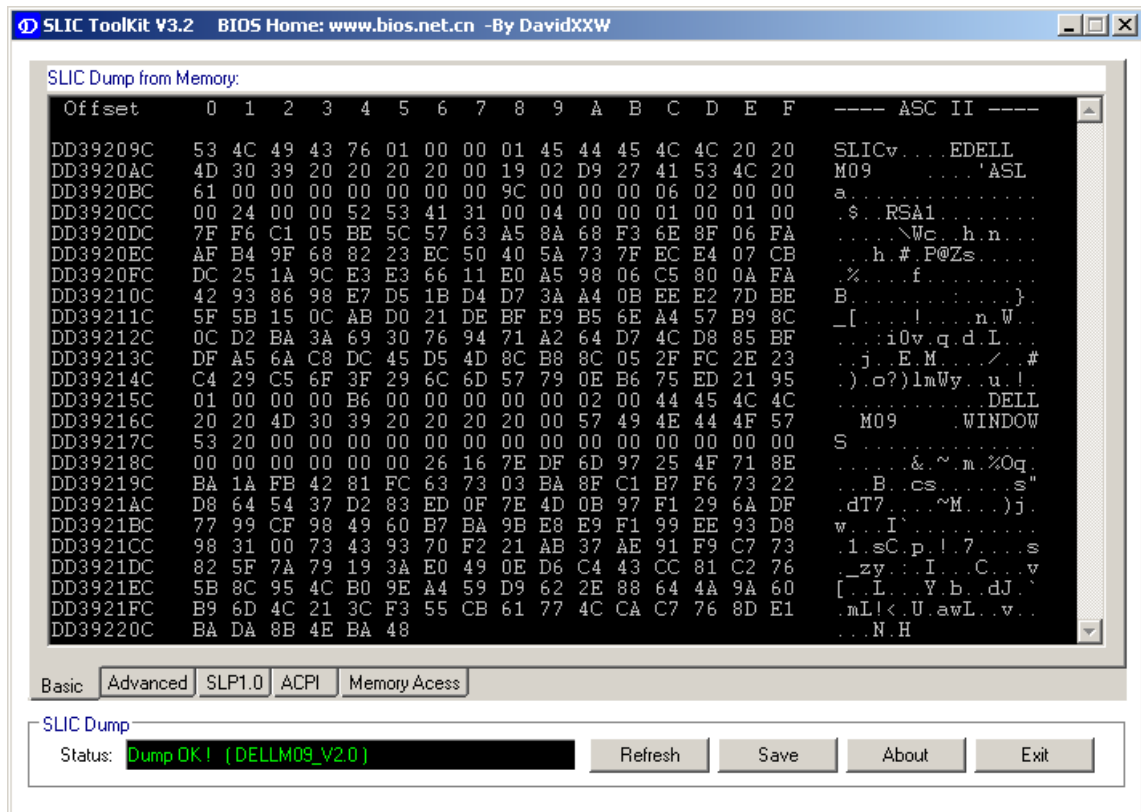 SLIC ToolKit V3.2 BIOS Home: www.bios.net.cn -By DavidXXW
SLIC Dump from Memory:
Offset 0 1 2 3 4 5 6 7 8 9 A B C D E F ---- ASC II ----
DD39209C 53 4C 49 43 76 01 00 00 01 45 44 45 4C 4C 20 20 SLICv....EDELL
DD3920AC 4D 30 39 20 20 20 20 00 19 02 D9 27 41 53 4C 20 M09 ....'ASL
DD3920BC 61 00 00 00 00 00 00 9C 00 00 00 06 02 00 00 a...............
DD3920CC 00 24 00 00 52 53 41 31 00 04 00 00 01 00 01 00 .$..RSA1........
DD3920DC 7F F6 C1 05 BE 5C 57 63 A5 8A 68 F3 6E 8F 06 FA .....\Wc..h.n...
DD3920EC AF B4 9F 68 82 23 EC 50 40 5A 73 7F EC E4 07 CB ...h.#.P@Zs.....
DD3920FC DC 25 1A 9C E3 E3 66 11 E0 A5 98 06 C5 80 0A FA .%....f.........
DD39210C 42 93 86 98 E7 D5 1B D4 D7 3A A4 0B EE E2 7D BE B........:....}.
DD39211C 5F 5B 15 0C AB D0 21 DE BF E9 B5 6E A4 57 B9 8C _[....!....n.W..
DD39212C 0C D2 BA 3A 69 30 76 94 71 A2 64 D7 4C D8 85 BF ...:i0v.q.d.L...
DD39213C DF A5 6A C8 DC 45 D5 4D 8C B8 8C 05 2F FC 2E 23 ..j..E.M..../..#
DD39214C C4 29 C5 6F 3F 29 6C 6D 57 79 0E B6 75 ED 21 95 .).o?)lmWy..u.!.
DD39215C 01 00 00 00 B6 00 00 00 00 00 02 00 44 45 4C 4C ............DELL
DD39216C 20 20 4D 30 39 20 20 20 20 00 57 49 4E 44 4F 57 M09 .WINDOW
DD39217C 53 20 00 00 00 00 00 00 00 00 00 00 00 00 00 00 S ..............
DD39218C 00 00 00 00 00 00 26 16 7E DF 6D 97 25 4F 71 8E ......&.~.m.%Oq.
DD39219C BA 1A FB 42 81 FC 63 73 03 BA 8F C1 B7 F6 73 22 ...B..cs......s"
DD3921AC D8 64 54 37 D2 83 ED 0F 7E 4D 0B 97 F1 29 6A DF .dT7....~M...)j.
DD3921BC 77 99 CF 98 49 60 B7 BA 9B E8 E9 F1 99 EE 93 D8 w...I`..........
DD3921CC 98 31 00 73 43 93 70 F2 21 AB 37 AE 91 F9 C7 73 .1.sC.p.!.7....s
DD3921DC 82 5F 7A 79 19 3A E0 49 0E D6 C4 43 CC 81 C2 76 ._zy.:.I...C...v
DD3921EC 5B 8C 95 4C B0 9E A4 59 D9 62 2E 88 64 4A 9A 60 [..L...Y.b..dJ.`
DD3921FC B9 6D 4C 21 3C F3 55 CB 61 77 4C CA C7 76 8D E1 .mL!<.U.awL..v..
DD39220C BA DA 8B 4E BA 48 ...N.H
Basic Advanced SLP1.0 ACPI Memory Acess
SLIC Dump
Status: Dump OK ! ( DELLM09_V2.0 ) Refresh Save About Exit